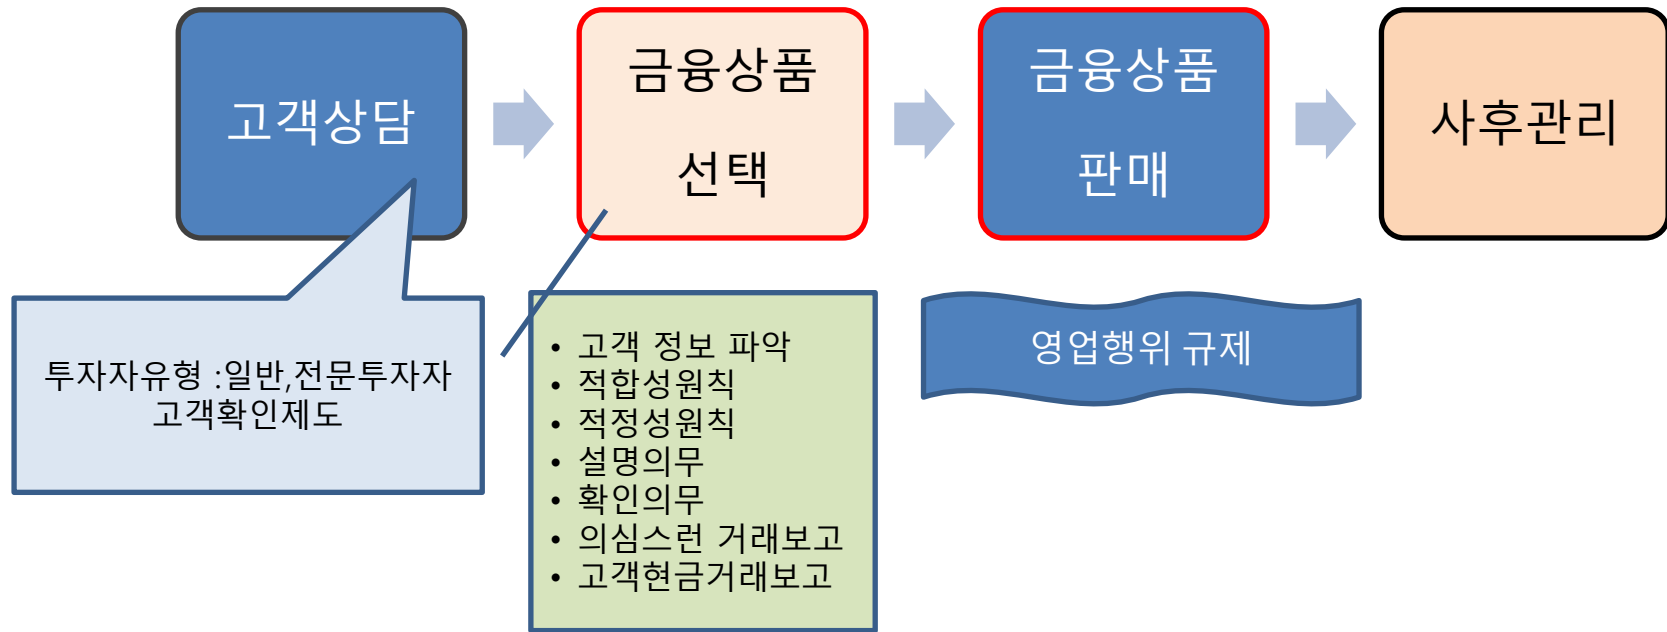 고객상담
금융상품
선택
금융상품
판매
사후관리
투자자유형 :일반,전문투자자
고객확인제도
• 고객 정보 파악
• 적합성원칙
• 적정성원칙
• 설명의무
• 확인의무
• 의심스런 거래보고
• 고객현금거래보고
영업행위 규제